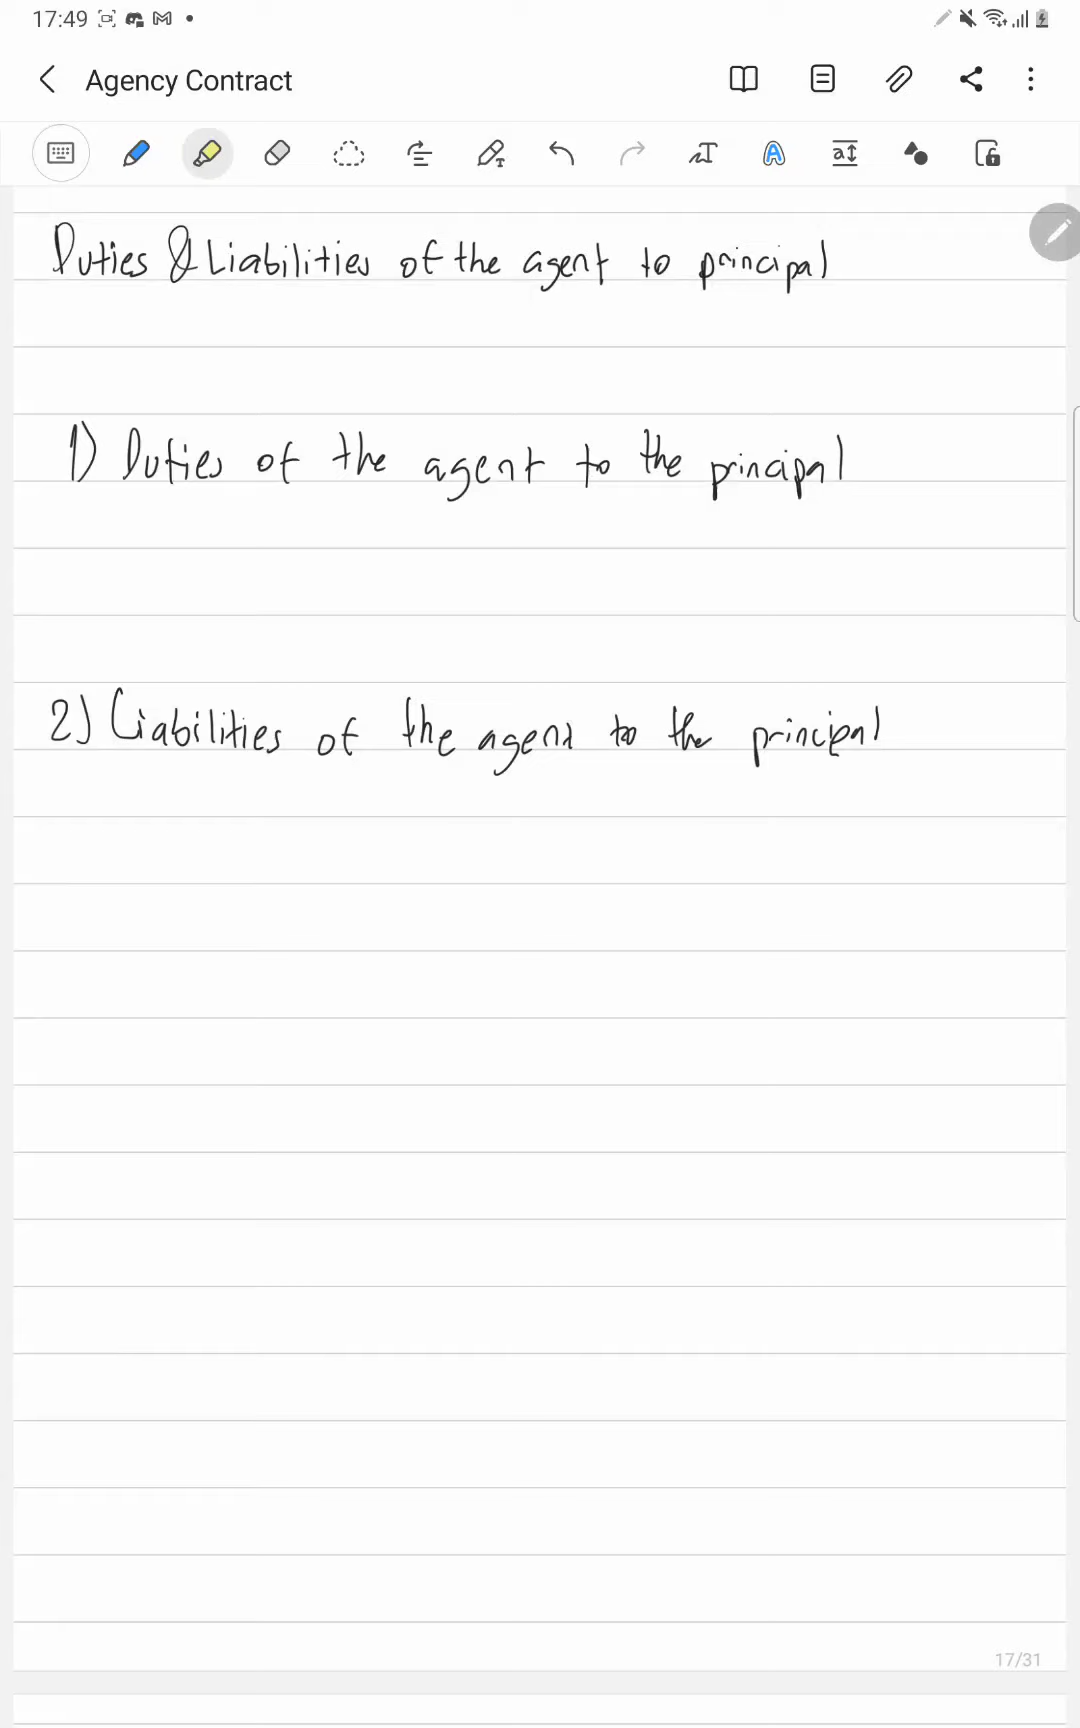 17:49
Agency Contract
Duties & Liabilities of the agent to principal
1) Duties of the agent to the principal
2) Liabilities of the agent to the principal
17/31